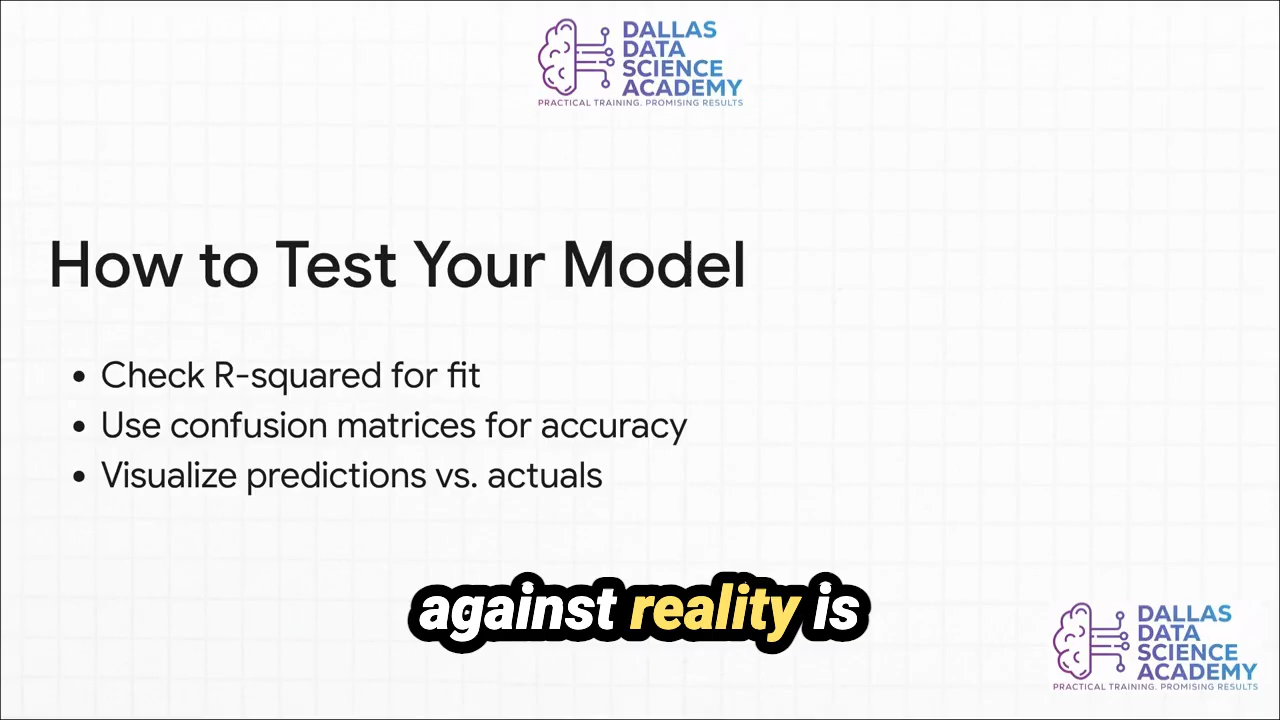 DALLAS
DATA
SCIENCE
ACADEMY
PRACTICAL TRAINING. PROMISING RESULTS
How to Test Your Model
• Check R-squared for fit
• Use confusion matrices for accuracy
• Visualize predictions vs. actuals
against reality is
DALLAS
DATA
SCIENCE
ACADEMY
PRACTICAL TRAINING. PROMISING RESULTS